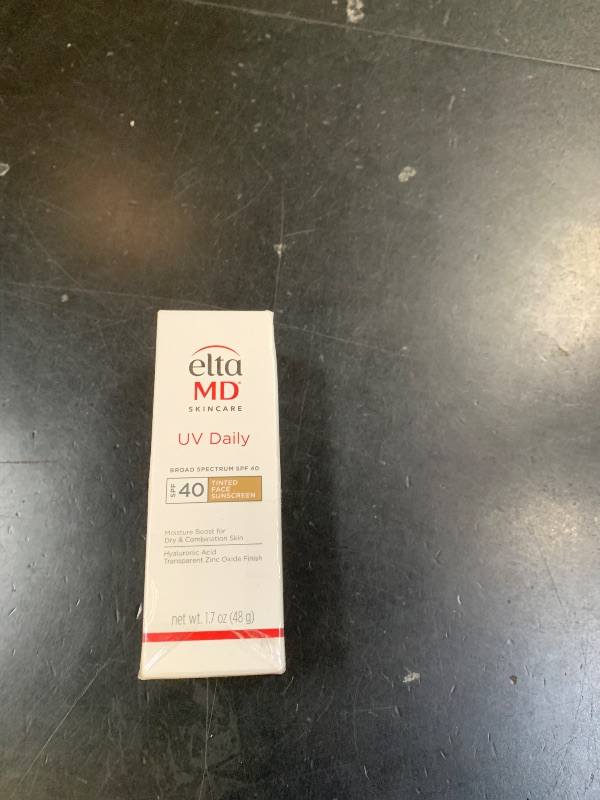 elta
MD
SKINCARE
UV Daily
BROAD SPECTRUM SPF 40
SPF 40 TINTED
FACE
SUNSCREEN
Moisture Boost for
Dry & Combination Skin
Hyaluronic Acid
Transparent Zinc Oxide Finish
net wt. 1.7 oz (48 g)